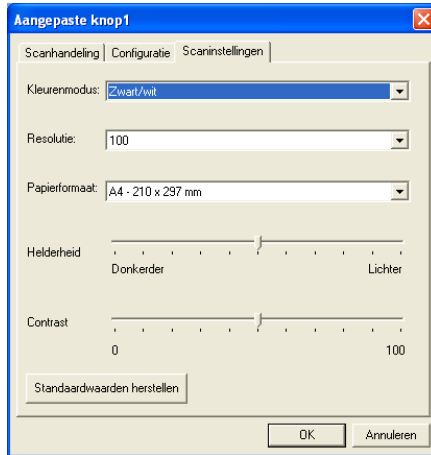 Aangepaste knop1
Scanhandeling Configuratie Scaninstellingen
Kleurenmodus: Zwart/wit
Resolutie: 100
Papierformaat: A4 - 210 x 297 mm
Helderheid
Donkerder Lichter
Contrast
0 100
Standaardwaarden herstellen
OK Annuleren